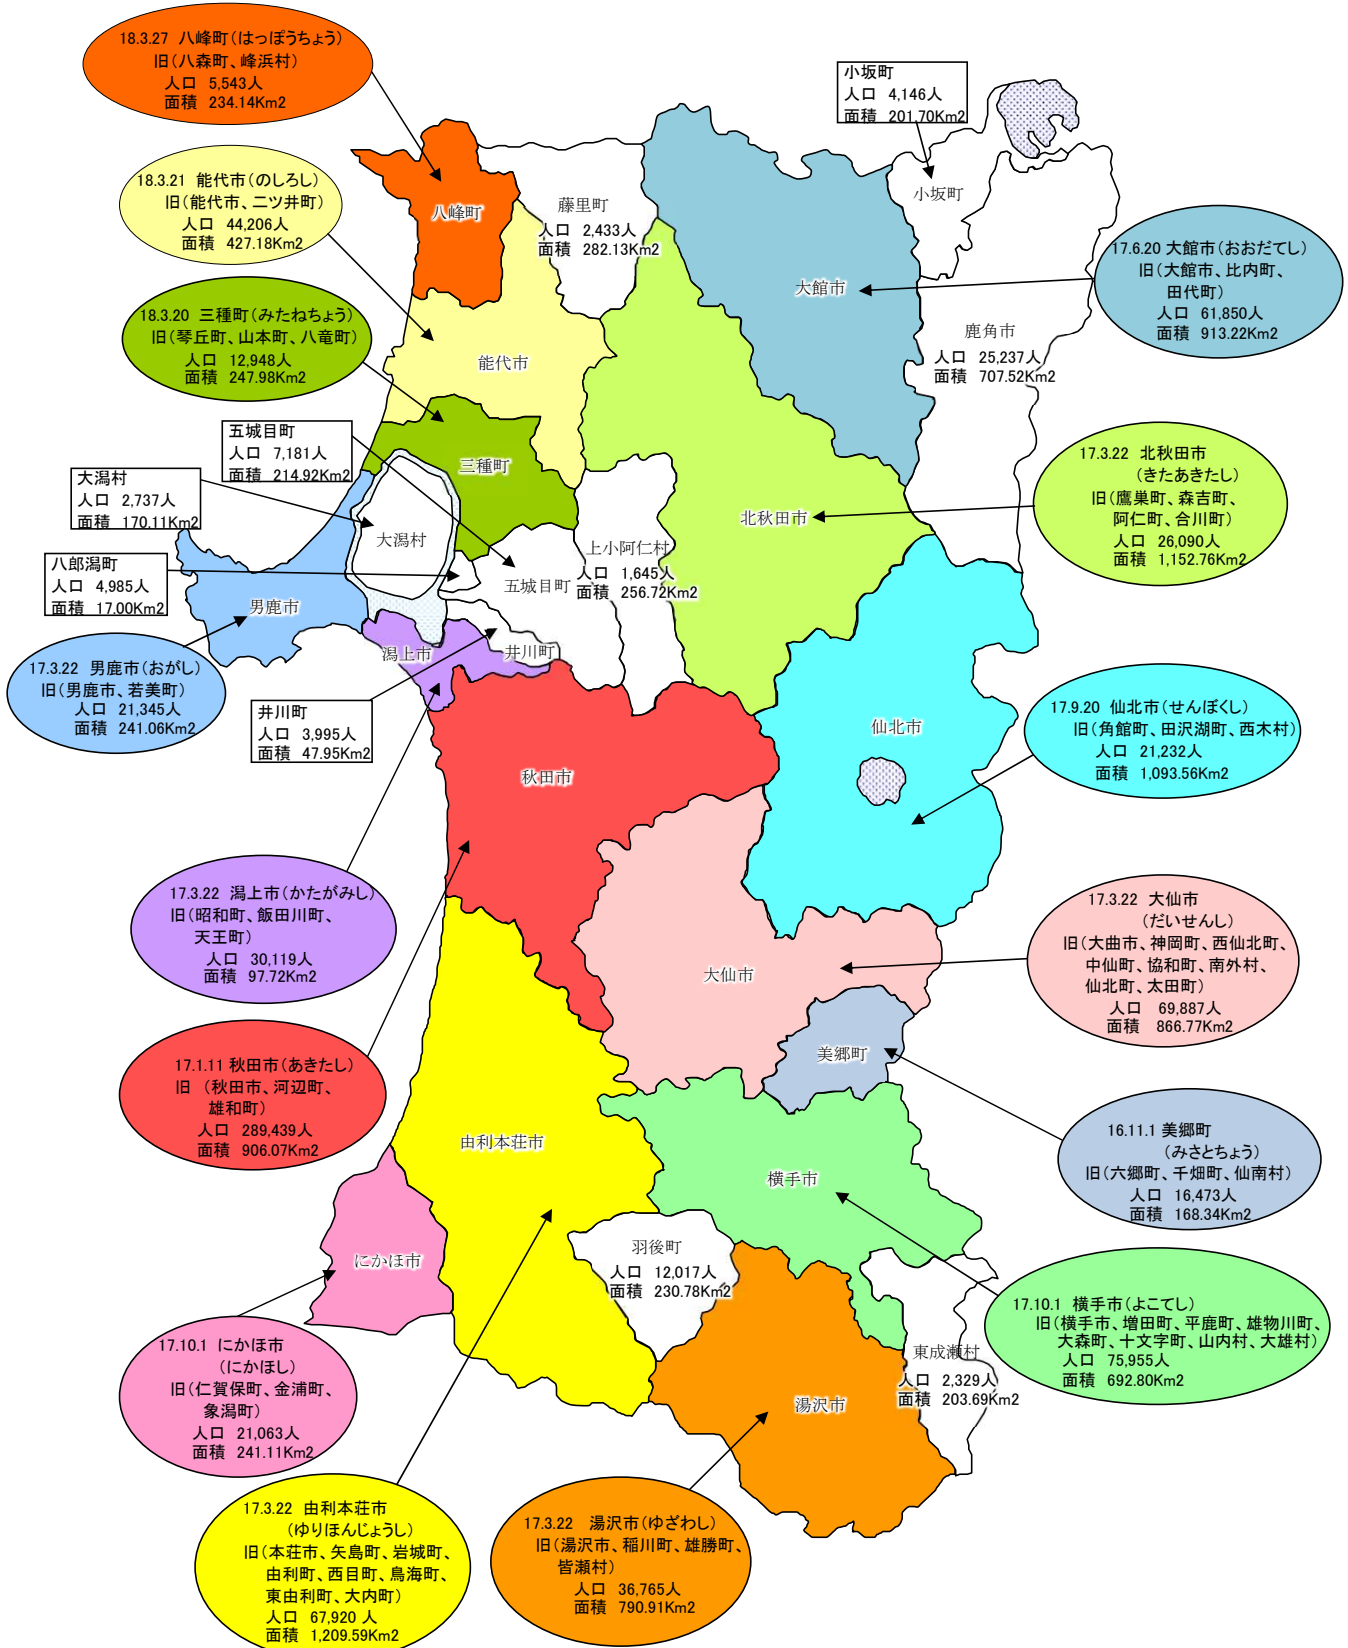 18.3.27 八峰町(はっぽうちょう)
旧(八森町、峰浜村)
人口 5,543人
面積 234.14Km2
小坂町
人口 4,146人
面積 201.70Km2
18.3.21 能代市(のしろし)
旧(能代市、二ツ井町)
人口 44,206人
面積 427.18Km2
八峰町
藤里町
人口 2,433人
面積 282.13Km2
小坂町
17.6.20 大館市(おおだてし)
旧(大館市、比内町、
田代町)
人口 61,850人
面積 913.22Km2
大館市
18.3.20 三種町(みたねちょう)
旧(琴丘町、山本町、八竜町)
人口 12,948人
面積 247.98Km2
能代市
鹿角市
人口 25,237人
面積 707.52Km2
五城目町
人口 7,181人
面積 214.92Km2
三種町
17.3.22 北秋田市
(きたあきたし)
旧(鷹巣町、森吉町、
阿仁町、合川町)
人口 26,090人
面積 1,152.76Km2
大潟村
人口 2,737人
面積 170.11Km2
北秋田市
大潟村
上小阿仁村
人口 1,645人
面積 256.72Km2
八郎潟町
人口 4,985人
面積 17.00Km2
五城目町
男鹿市
潟上市
井川町
17.3.22 男鹿市(おがし)
旧(男鹿市、若美町)
人口 21,345人
面積 241.06Km2
井川町
人口 3,995人
面積 47.95Km2
仙北市
17.9.20 仙北市(せんぼくし)
旧(角館町、田沢湖町、西木村)
人口 21,232人
面積 1,093.56Km2
秋田市
17.3.22 潟上市(かたがみし)
旧(昭和町、飯田川町、
天王町)
人口 30,119人
面積 97.72Km2
17.3.22 大仙市
(だいせんし)
旧(大曲市、神岡町、西仙北町、
中仙町、協和町、南外村、
仙北町、太田町)
人口 69,887人
面積 866.77Km2
大仙市
17.1.11 秋田市(あきたし)
旧 (秋田市、河辺町、
雄和町)
人口 289,439人
面積 906.07Km2
美郷町
16.11.1 美郷町
(みさとちょう)
旧(六郷町、千畑町、仙南村)
人口 16,473人
面積 168.34Km2
由利本荘市
横手市
にかほ市
羽後町
人口 12,017人
面積 230.78Km2
17.10.1 横手市(よこてし)
旧(横手市、増田町、平鹿町、雄物川町、
大森町、十文字町、山内村、大雄村)
人口 75,955人
面積 692.80Km2
17.10.1 にかほ市
(にかほし)
旧(仁賀保町、金浦町、
象潟町)
人口 21,063人
面積 241.11Km2
東成瀬村
人口 2,329人
面積 203.69Km2
湯沢市
17.3.22 由利本荘市
(ゆりほんじょうし)
旧(本荘市、矢島町、岩城町、
由利町、西目町、鳥海町、
東由利町、大内町)
人口 67,920 人
面積 1,209.59Km2
17.3.22 湯沢市(ゆざわし)
旧(湯沢市、稲川町、雄勝町、
皆瀬村)
人口 36,765人
面積 790.91Km2